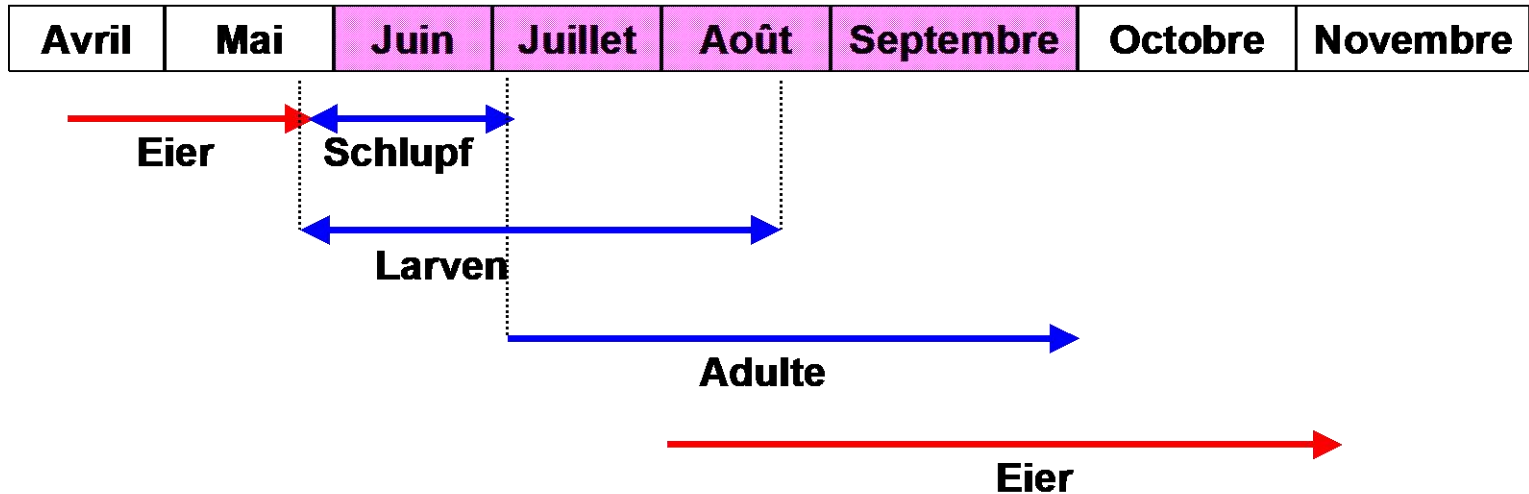 Avril Mai Juin Juillet Août Septembre Octobre Novembre
Eier Schlupf
Larven
Adulte
Eier